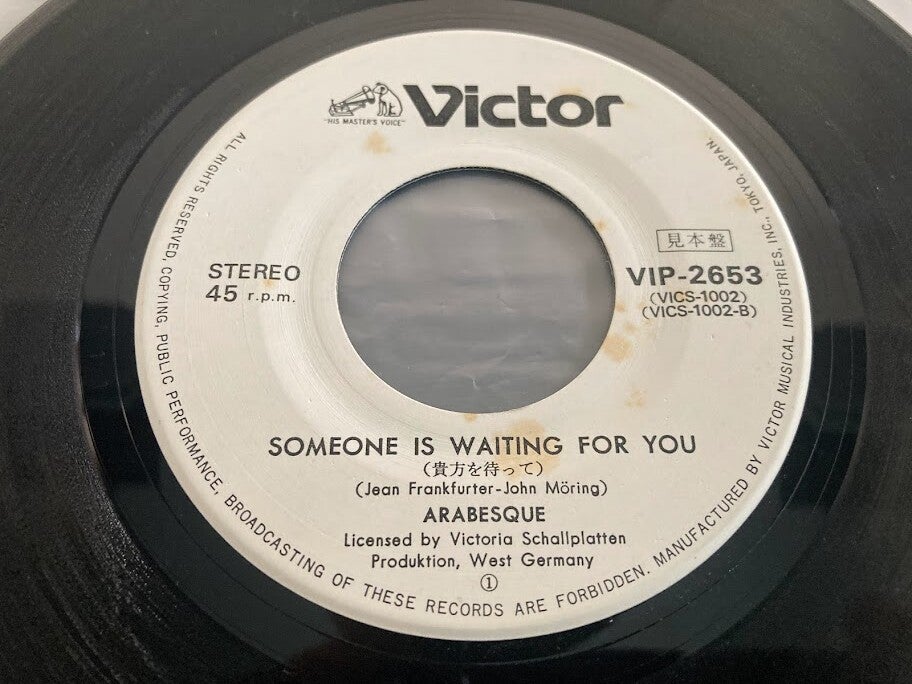 "HIS MASTER'S VOICE"
Victor
見本盤
STEREO
45 r.p.m.
VIP-2653
(VICS-1002)
(VICS-1002-B)
SOMEONE IS WAITING FOR YOU
(貴方を待って)
(Jean Frankfurter-John Möring)
ARABESQUE
Licensed by Victoria Schallplatten
Produktion, West Germany
①
ALL RIGHTS RESERVED, COPYING, PUBLIC PERFORMANCE, BROADCASTING OF THESE RECORDS ARE FORBIDDEN. MANUFACTURED BY VICTOR MUSICAL INDUSTRIES, INC., TOKYO, JAPAN.